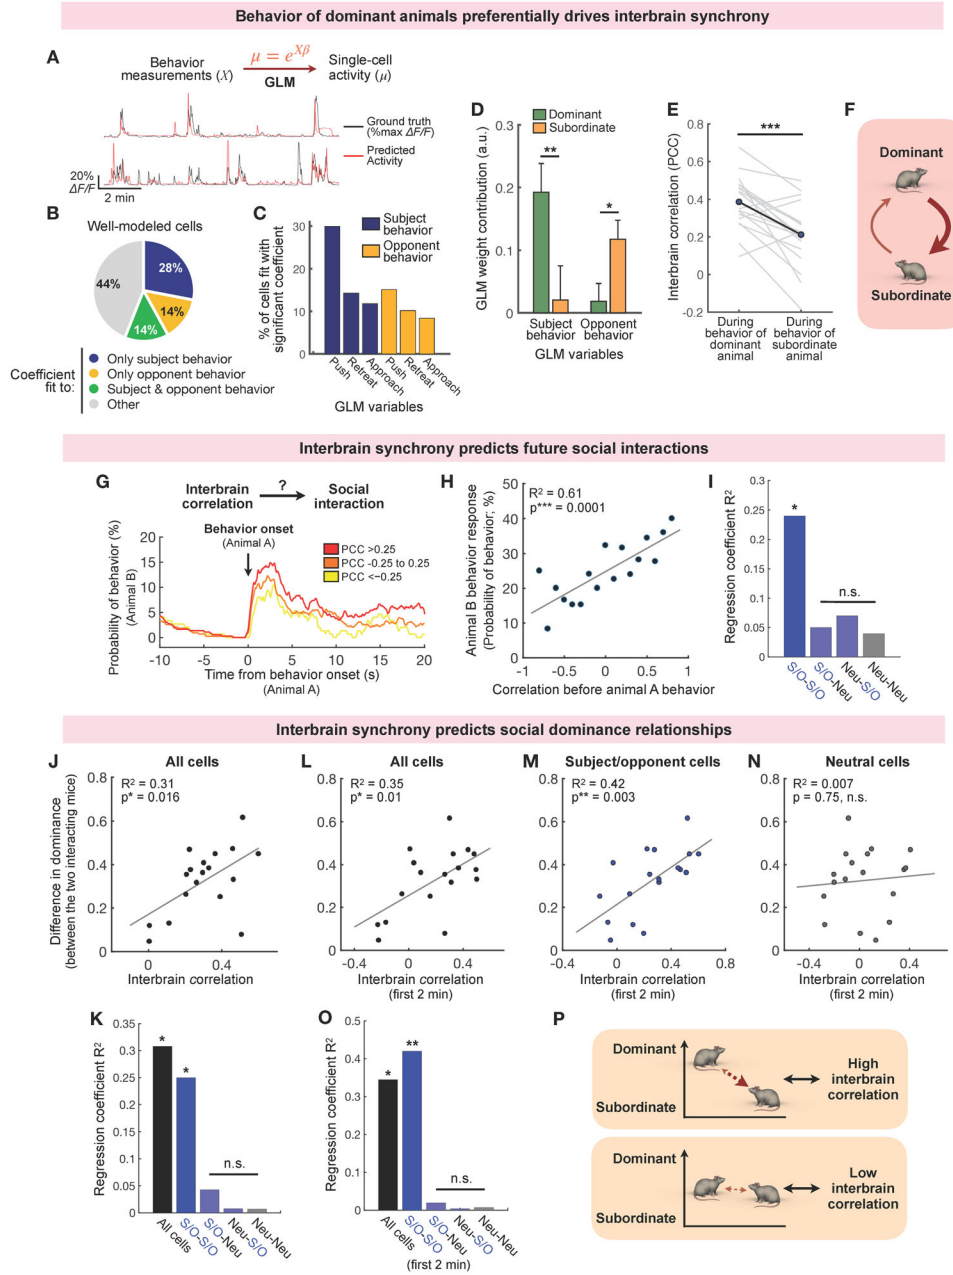 Behavior of dominant animals preferentially drives interbrain synchrony
A
Behavior
measurements (X)
μ = e^{Xβ}
GLM
Single-cell
activity (μ)
Ground truth
(%max ΔF/F)
Predicted
Activity
20%
ΔF/F
2 min
B
Well-modeled cells
28%
14%
14%
44%
Coefficient
fit to:
Only subject behavior
Only opponent behavior
Subject & opponent behavior
Other
C
Subject
behavior
Opponent
behavior
% of cells fit with
significant coefficient
30
20
10
0
Push
Retreat
Approach
Push
Retreat
Approach
GLM variables
D
Dominant
Subordinate
GLM weight contribution (a.u.)
0.3
0.2
0.1
0
**
*
Subject
behavior
Opponent
behavior
GLM variables
E
Interbrain correlation (PCC)
0.8
0.6
0.4
0.2
0
-0.2
***
During
behavior of
dominant
animal
During
behavior of
subordinate
animal
F
Dominant
Subordinate
Interbrain synchrony predicts future social interactions
G
Interbrain
correlation
?
Social
interaction
Behavior onset
(Animal A)
PCC >0.25
PCC -0.25 to 0.25
PCC <−0.25
Probability of behavior (%)
(Animal B)
20
15
10
5
0
-10
-5
0
5
10
15
20
Time from behavior onset (s)
(Animal A)
H
R² = 0.61
p*** = 0.0001
Animal B behavior response
(Probability of behavior; %)
50
40
30
20
10
0
-1
-0.5
0
0.5
1
Correlation before animal A behavior
I
Regression coefficient R²
0.3
0.25
0.2
0.15
0.1
0.05
0
*
n.s.
S/O-S/O
S/O-Neu
Neu-S/O
Neu-Neu
Interbrain synchrony predicts social dominance relationships
J
All cells
R² = 0.31
p* = 0.016
Difference in dominance
(between the two interacting mice)
0.8
0.6
0.4
0.2
0
0
0.4
Interbrain correlation
L
All cells
R² = 0.35
p* = 0.01
0.8
0.6
0.4
0.2
0
-0.4
0
0.4
Interbrain correlation
(first 2 min)
M
Subject/opponent cells
R² = 0.42
p** = 0.003
0.8
0.6
0.4
0.2
0
-0.4
0
0.4
0.8
Interbrain correlation
(first 2 min)
N
Neutral cells
R² = 0.007
p = 0.75, n.s.
0.8
0.6
0.4
0.2
0
-0.4
0
0.4
Interbrain correlation
(first 2 min)
K
Regression coefficient R²
0.35
0.3
0.25
0.2
0.15
0.1
0.05
0
*
*
n.s.
All cells
S/O-S/O
S/O-Neu
Neu-S/O
Neu-Neu
O
Regression coefficient R²
0.5
0.4
0.3
0.2
0.1
0
*
**
n.s.
All cells
S/O-S/O
S/O-Neu
Neu-S/O
Neu-Neu
(first 2 min)
P
Dominant
Subordinate
High
interbrain
correlation
Dominant
Subordinate
Low
interbrain
correlation